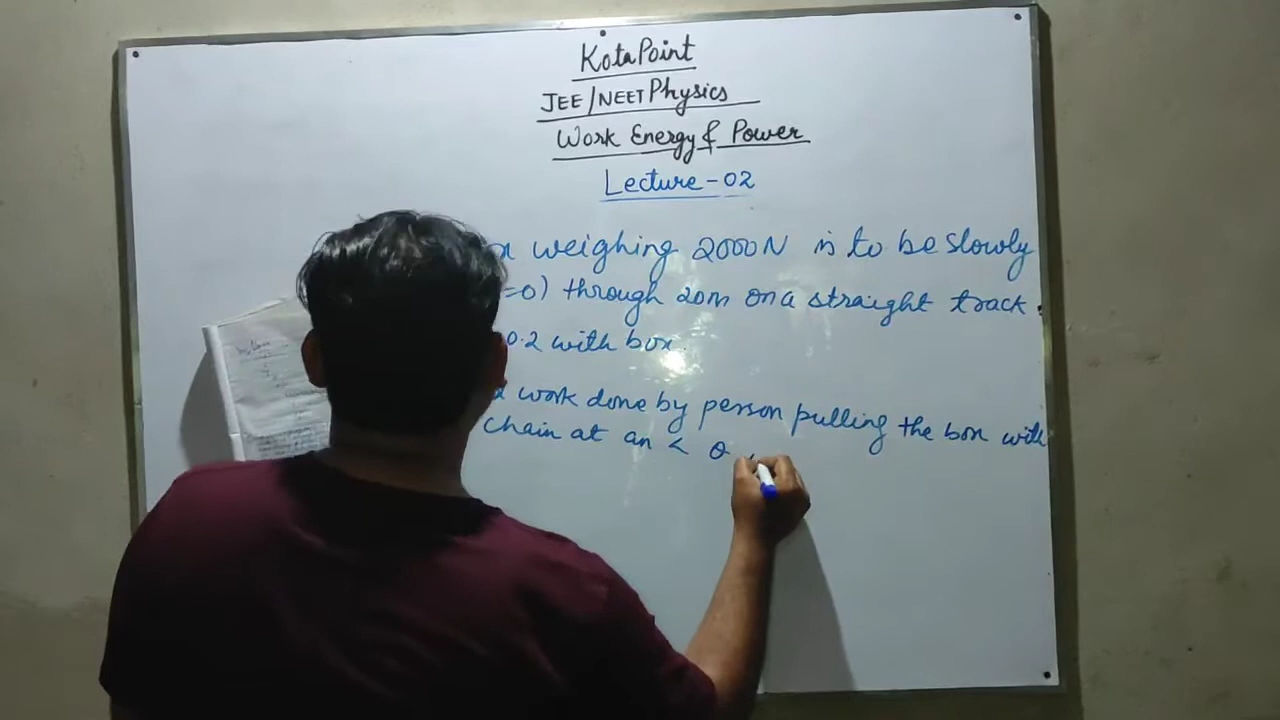 Kota Point
JEE/NEET Physics
Work Energy & Power
Lecture-02
weighing 2000N is to be slowly
=0) through 20m on a straight track.
0.2 with box.
work done by person pulling the box with
chain at an < θ